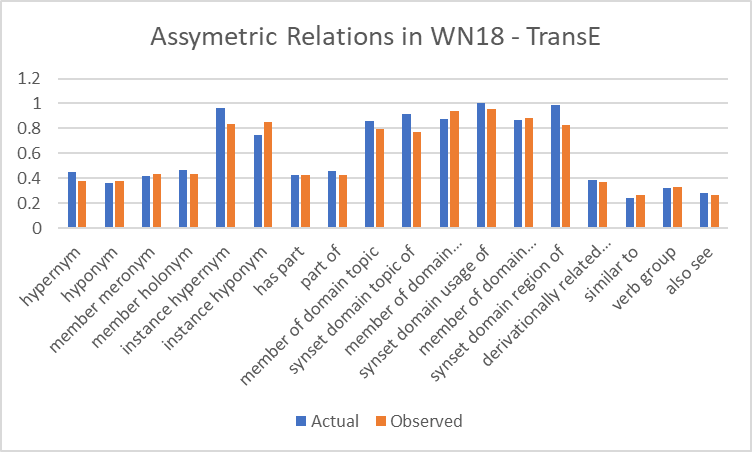 Assymetric Relations in WN18 - TransE
1.2
1
0.8
0.6
0.4
0.2
0
hypernym
hyponym
member meronym
member holonym
instance hypernym
instance hyponym
has part
part of
member of domain topic
synset domain topic of
member of domain...
synset domain usage of
member of domain...
synset domain region of
derivationally related...
similar to
verb group
also see
Actual
Observed